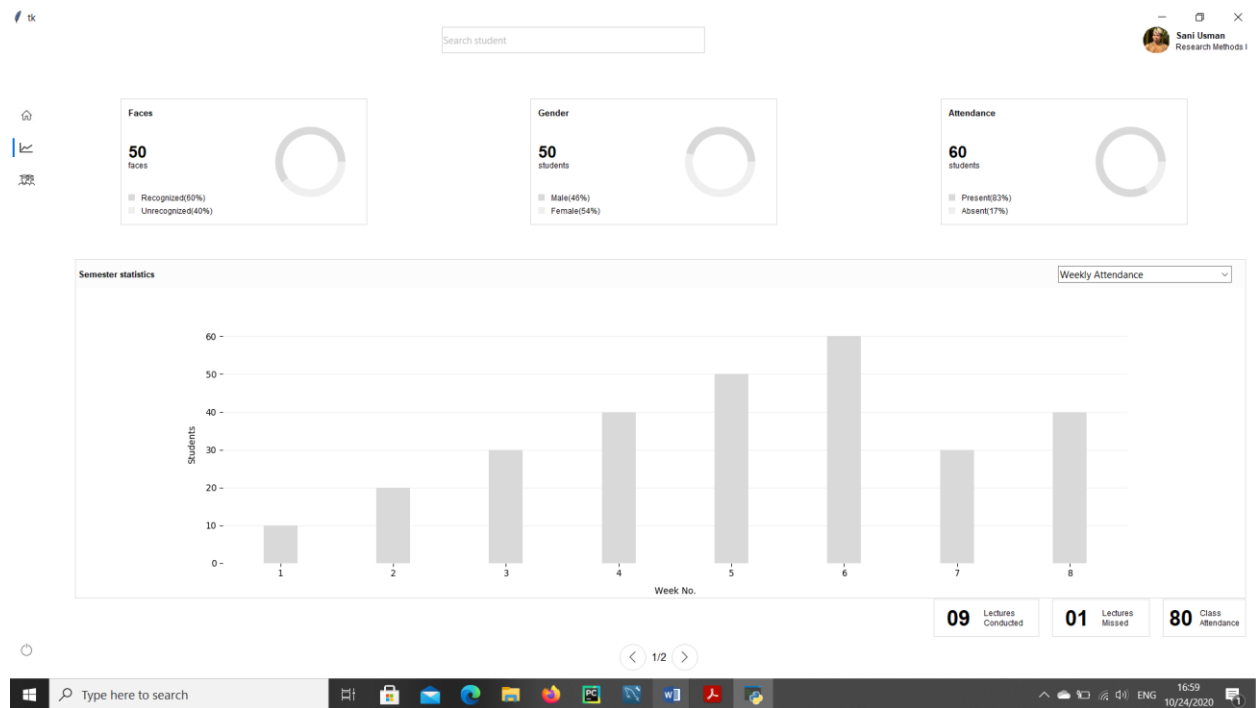 tk
Search student
Sani Usman
Research Methods I
Faces
50
faces
Recognized(60%)
Unrecognized(40%)
Gender
50
students
Male(46%)
Female(54%)
Attendance
60
students
Present(83%)
Absent(17%)
Semester statistics
Weekly Attendance
60
50
40
30
20
10
0
Students
1 2 3 4 5 6 7 8
Week No.
09 Lectures Conducted
01 Lectures Missed
80 Class Attendance
1/2
Type here to search
PC
W
ENG
16:59
10/24/2020
1